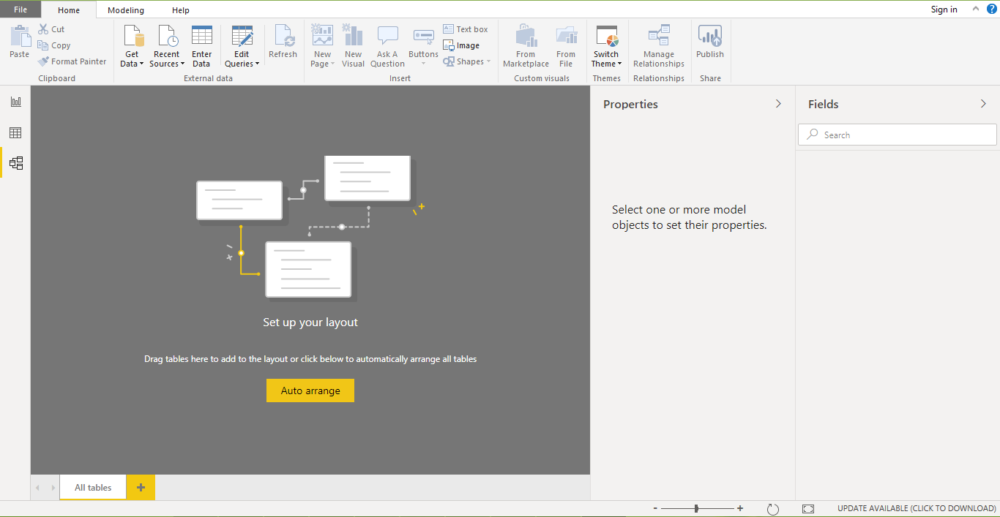 File Home Modeling Help Sign in
Cut
Copy
Format Painter
Paste
Clipboard
Get Data
Recent Sources
Enter Data
Edit Queries
Refresh
External data
New Page
New Visual
Ask A Question
Buttons
Text box
Image
Shapes
Insert
From Marketplace
From File
Custom visuals
Switch Theme
Themes
Manage Relationships
Relationships
Publish
Share
Set up your layout
Drag tables here to add to the layout or click below to automatically arrange all tables
Auto arrange
Properties
Select one or more model
objects to set their properties.
Fields
Search
All tables
UPDATE AVAILABLE (CLICK TO DOWNLOAD)